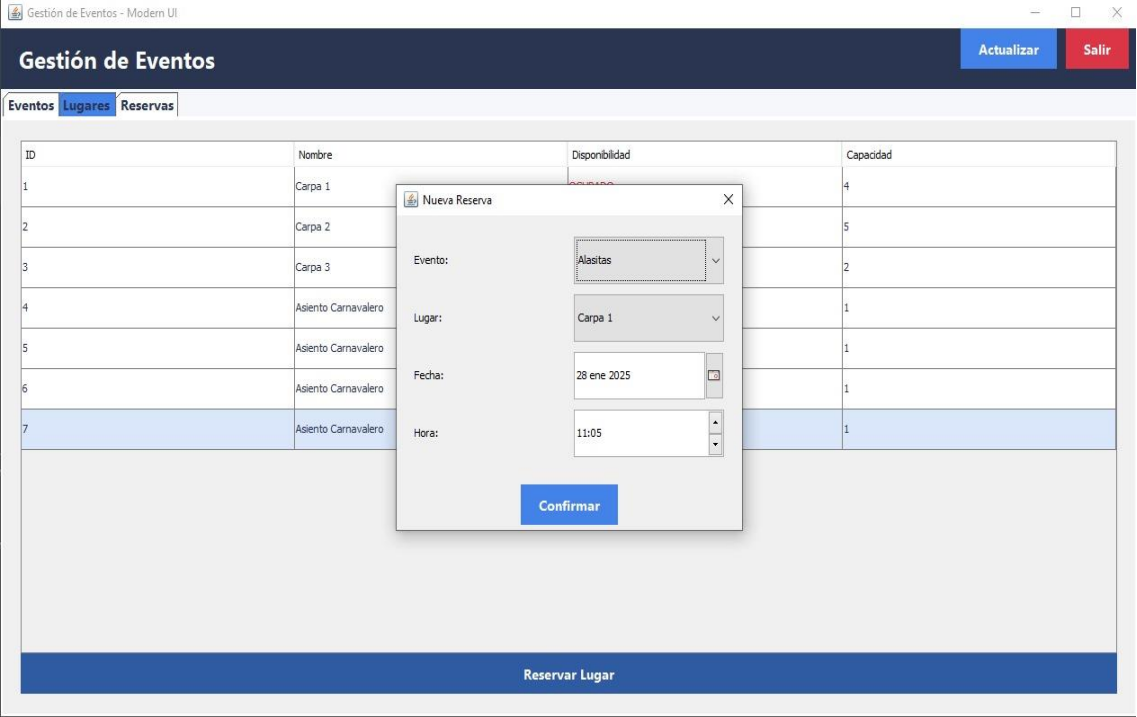 Gestión de Eventos - Modern UI
Gestión de Eventos
Actualizar
Salir
Eventos Lugares Reservas
ID Nombre Disponibilidad Capacidad
1 Carpa 1 4
2 Carpa 2 5
3 Carpa 3 2
4 Asiento Carnavalero 1
5 Asiento Carnavalero 1
6 Asiento Carnavalero 1
7 Asiento Carnavalero 1
Nueva Reserva
Evento: Alasitas
Lugar: Carpa 1
Fecha: 28 ene 2025
Hora: 11:05
Confirmar
Reservar Lugar